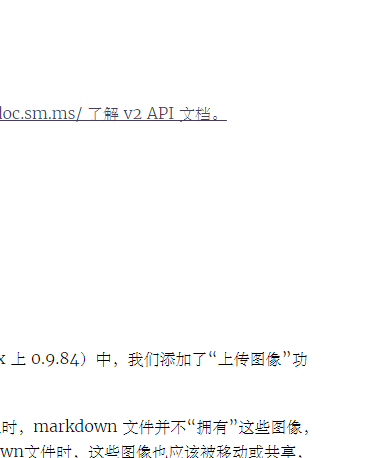 doc.sm.ms/ 了解 v2 API 文档。
x 上 0.9.84）中，我们添加了“上传图像”功
时，markdown 文件并不“拥有”这些图像，
wn文件时，这些图像也应该被移动或共享，